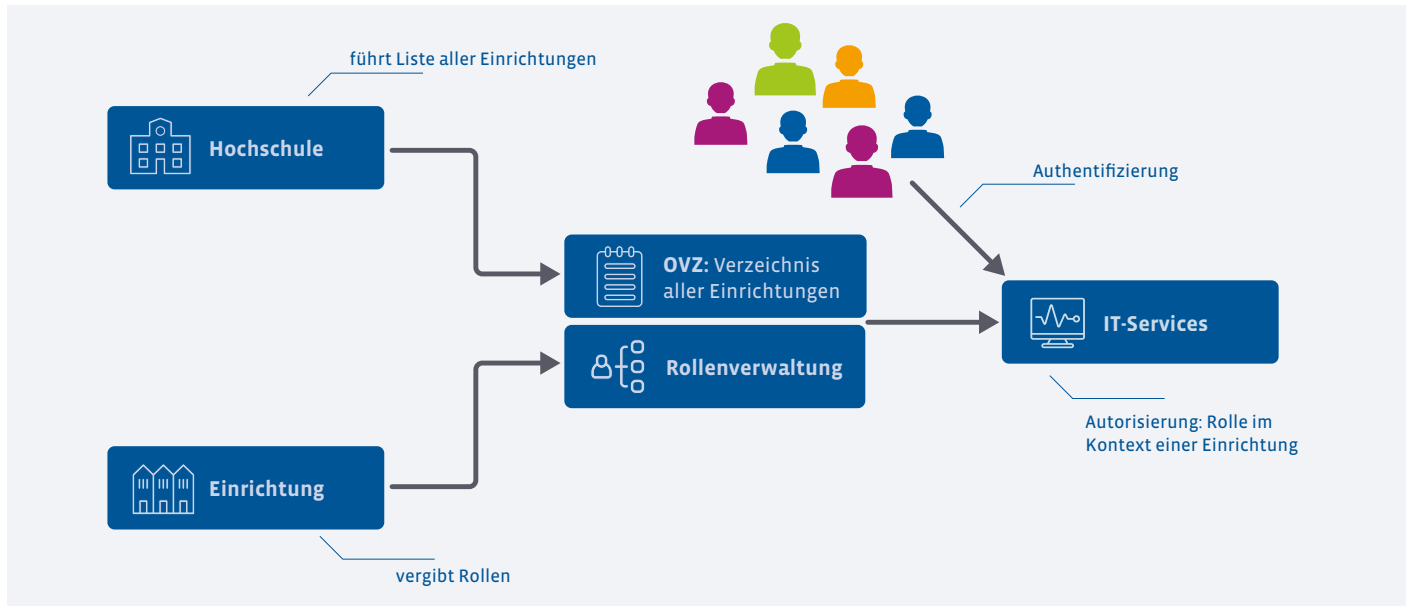 führt Liste aller Einrichtungen
Hochschule
Authentifizierung
OVZ: Verzeichnis
aller Einrichtungen
Rollenverwaltung
IT-Services
Autorisierung: Rolle im
Kontext einer Einrichtung
Einrichtung
vergibt Rollen